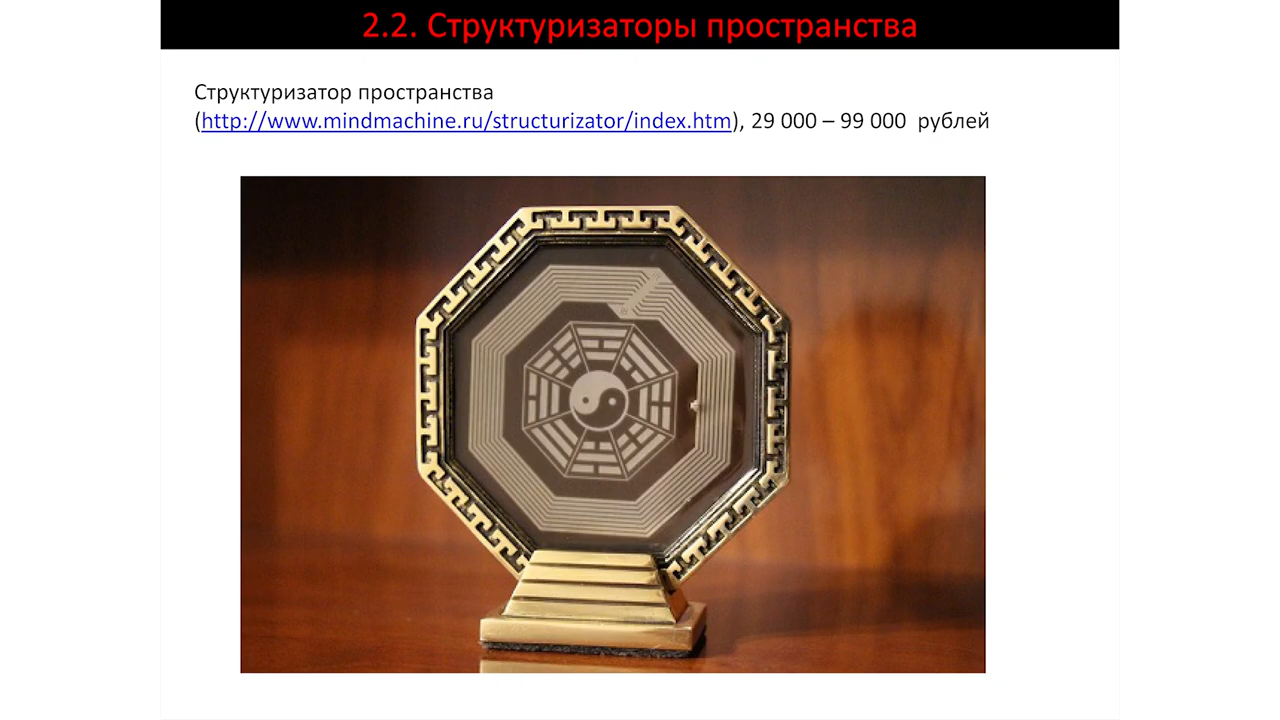 2.2. Структуризаторы пространства
Структуризатор пространства
(http://www.mindmachine.ru/structurizator/index.htm), 29 000 – 99 000 рублей